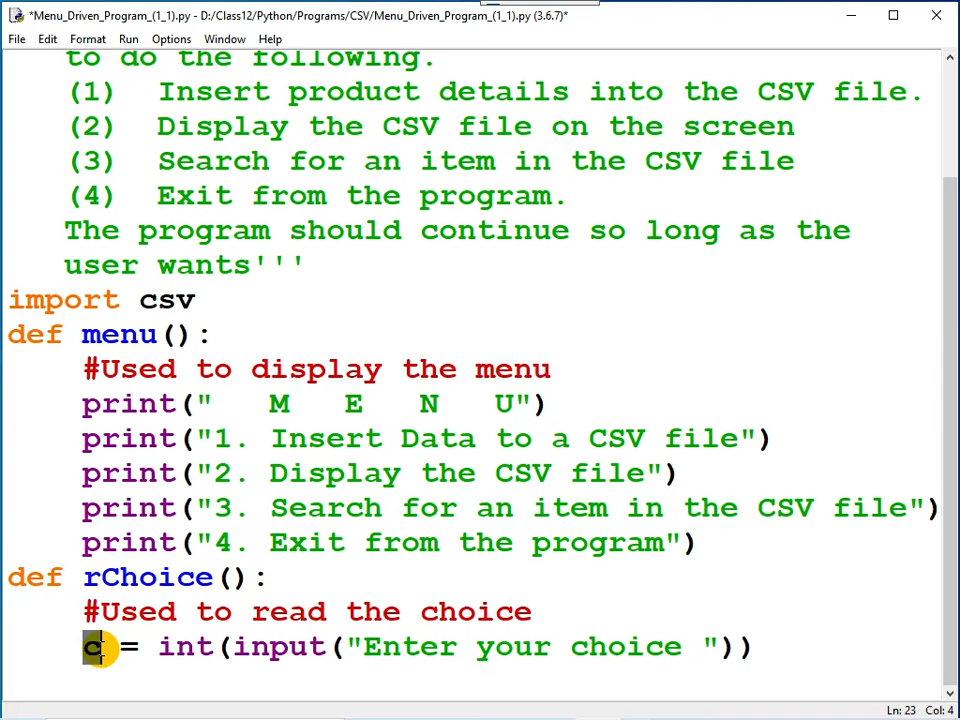 *Menu_Driven_Program_(1_1).py - D:/Class12/Python/Programs/CSV/Menu_Driven_Program_(1_1).py (3.6.7)*
File Edit Format Run Options Window Help
to do the following.
(1)  Insert product details into the CSV file.
(2)  Display the CSV file on the screen
(3)  Search for an item in the CSV file
(4)  Exit from the program.
The program should continue so long as the
user wants'''
import csv
def menu():
    #Used to display the menu
    print("   M   E   N   U")
    print("1. Insert Data to a CSV file")
    print("2. Display the CSV file")
    print("3. Search for an item in the CSV file")
    print("4. Exit from the program")
def rChoice():
    #Used to read the choice
    c = int(input("Enter your choice "))
Ln: 23 Col: 4